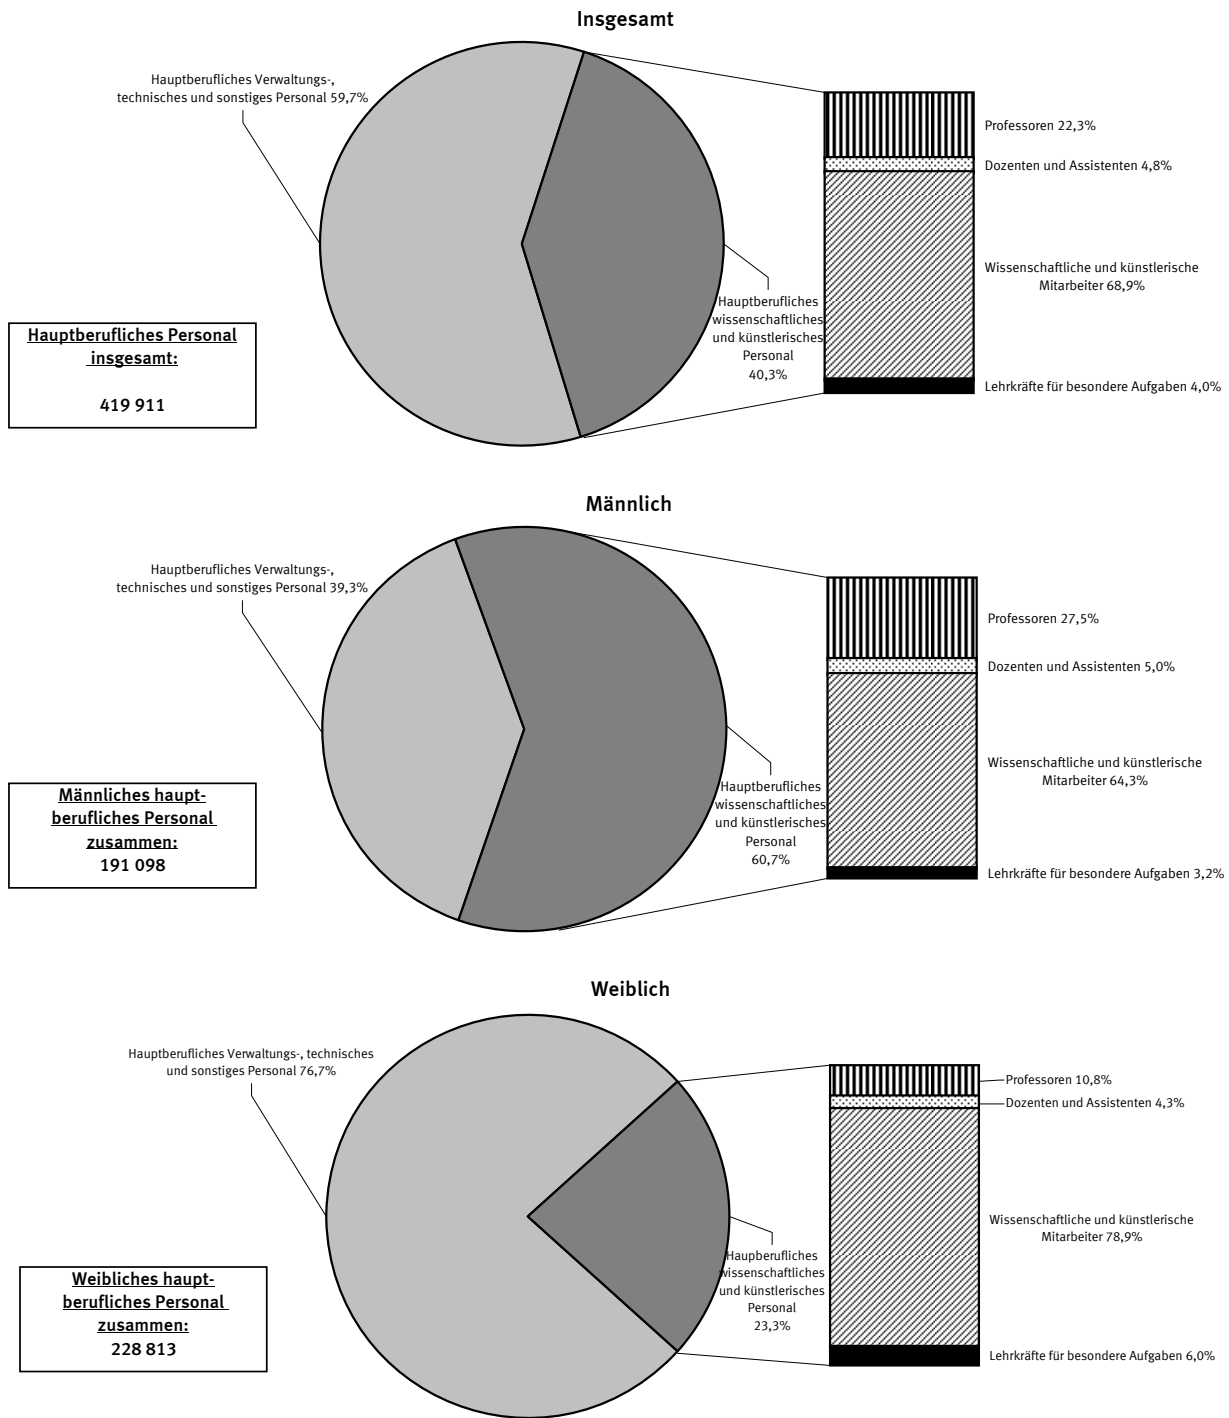 Insgesamt
Hauptberufliches Verwaltungs-,
technisches und sonstiges Personal 59,7%
Professoren 22,3%
Dozenten und Assistenten 4,8%
Wissenschaftliche und künstlerische
Mitarbeiter 68,9%
Hauptberufliches
wissenschaftliches
und künstlerisches
Personal
40,3%
Lehrkräfte für besondere Aufgaben 4,0%
Hauptberufliches Personal
insgesamt:
419 911
Männlich
Hauptberufliches Verwaltungs-,
technisches und sonstiges Personal 39,3%
Professoren 27,5%
Dozenten und Assistenten 5,0%
Wissenschaftliche und künstlerische
Mitarbeiter 64,3%
Hauptberufliches
wissenschaftliches
und künstlerisches
Personal
60,7%
Lehrkräfte für besondere Aufgaben 3,2%
Männliches haupt-
berufliches Personal
zusammen:
191 098
Weiblich
Hauptberufliches Verwaltungs-, technisches
und sonstiges Personal 76,7%
Professoren 10,8%
Dozenten und Assistenten 4,3%
Wissenschaftliche und künstlerische
Mitarbeiter 78,9%
Haupberufliches
wissenschaftliches
und künstlerisches
Personal
23,3%
Lehrkräfte für besondere Aufgaben 6,0%
Weibliches haupt-
berufliches Personal
zusammen:
228 813